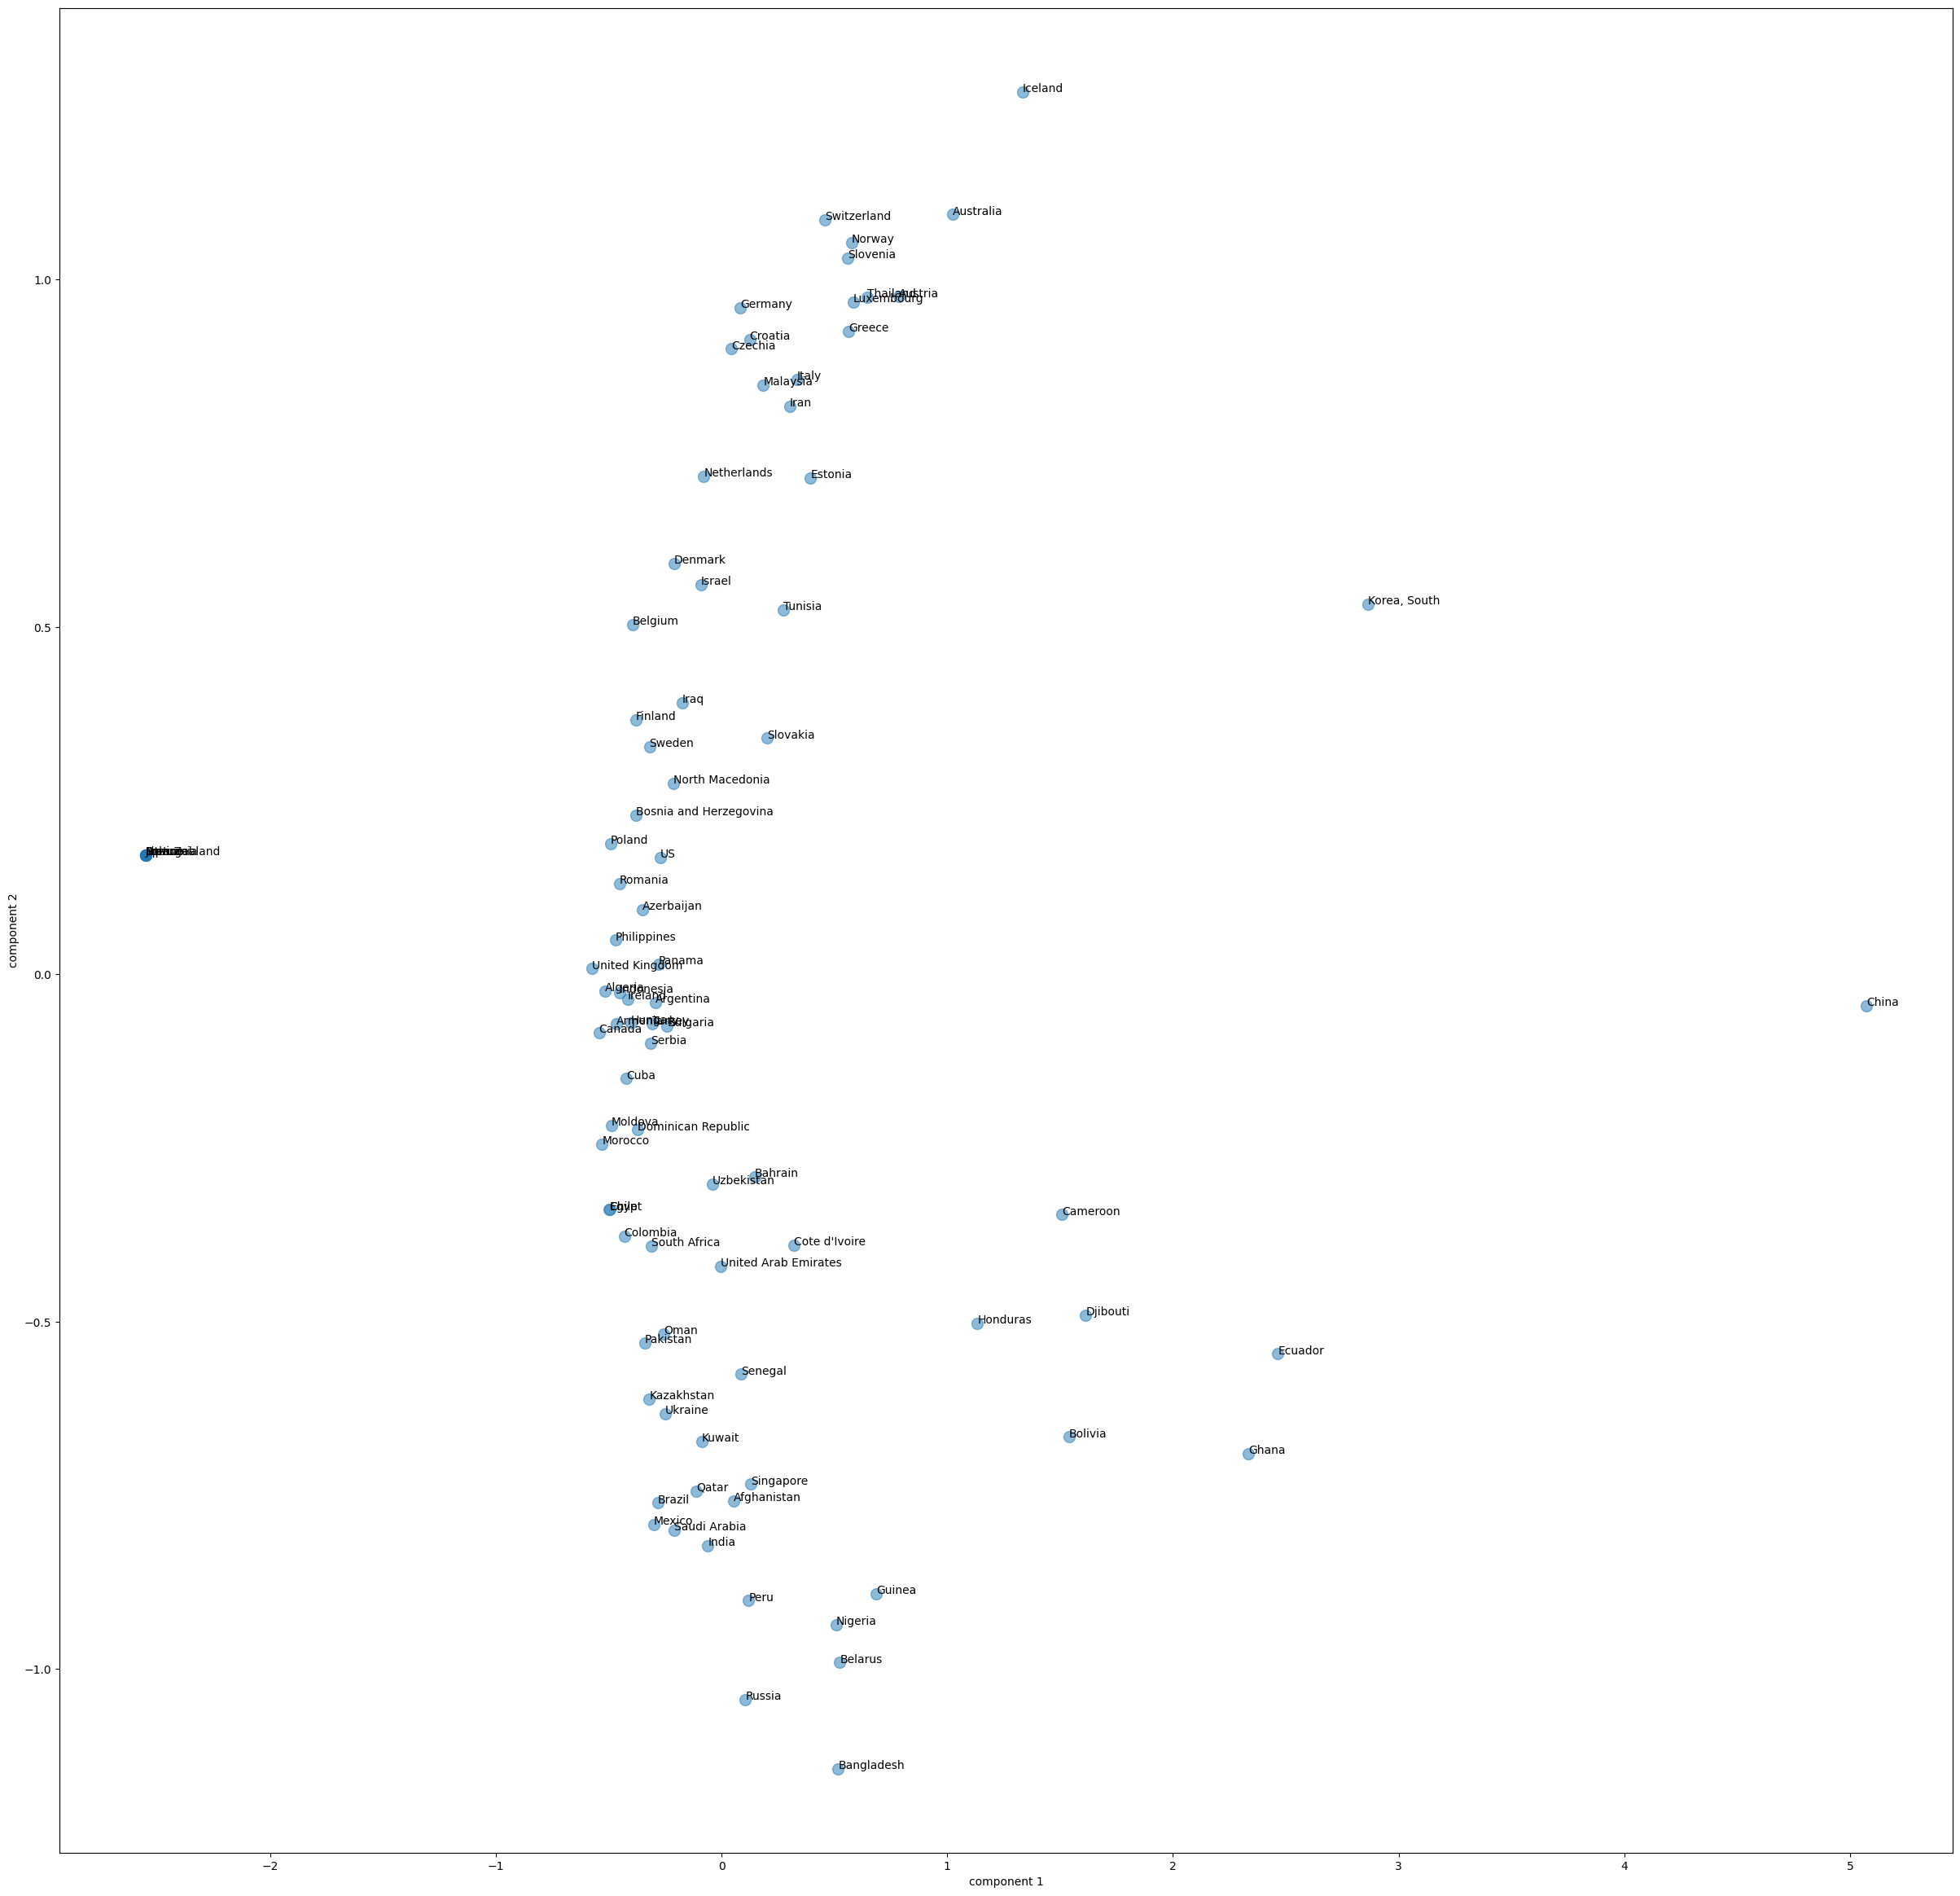 Iceland
Australia
Switzerland
Norway
Slovenia
1.0
Thailand
Austria
Luxembourg
Germany
Greece
Croatia
Czechia
Italy
Malaysia
Iran
Netherlands
Estonia
Denmark
Israel
Korea, South
Tunisia
0.5
Belgium
Iraq
Finland
Slovakia
Sweden
North Macedonia
Bosnia and Herzegovina
Poland
US
Romania
Azerbaijan
Philippines
Panama
United Kingdom
0.0
Algeria
Indonesia
Ireland
Argentina
China
Armenia
Hungary
Turkey
Bulgaria
Canada
Serbia
Cuba
Moldova
Dominican Republic
Morocco
Bahrain
Uzbekistan
Egypt
Cameroon
Colombia
South Africa
Cote d'Ivoire
United Arab Emirates
−0.5
Honduras
Djibouti
Oman
Pakistan
Ecuador
Senegal
Kazakhstan
Ukraine
Kuwait
Bolivia
Ghana
Singapore
Qatar
Afghanistan
Brazil
Mexico
Saudi Arabia
India
Guinea
Peru
Nigeria
Belarus
−1.0
Russia
Bangladesh
component 2
−2
−1
0
1
2
3
4
5
component 1